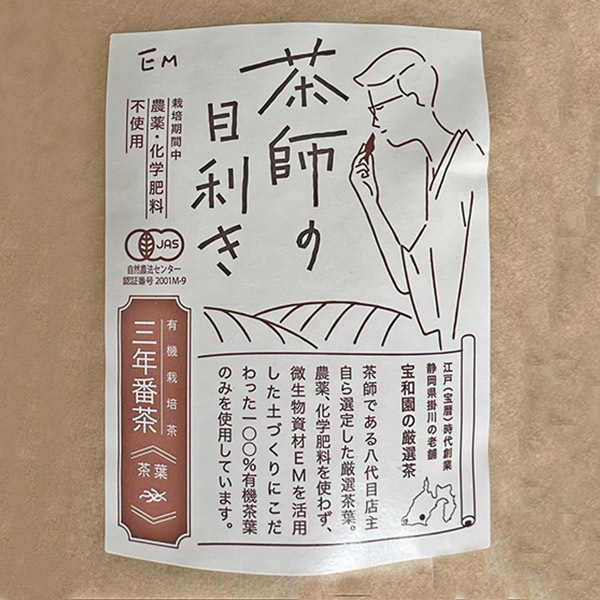 EM
茶師の
目利き
栽培期間中
農薬・化学肥料
不使用
JAS
自然農法センター
認証番号 2001M-9
有機栽培茶
三年番茶
《茶葉》
江戸(宝暦)時代創業
静岡県掛川の老舗
宝和園の厳選茶
茶師である八代目店主
自ら選定した厳選茶葉。
農薬、化学肥料を使わず、
微生物資材EMを活用
した土づくりにこだ
わった一〇〇%有機茶葉
のみを使用しています。